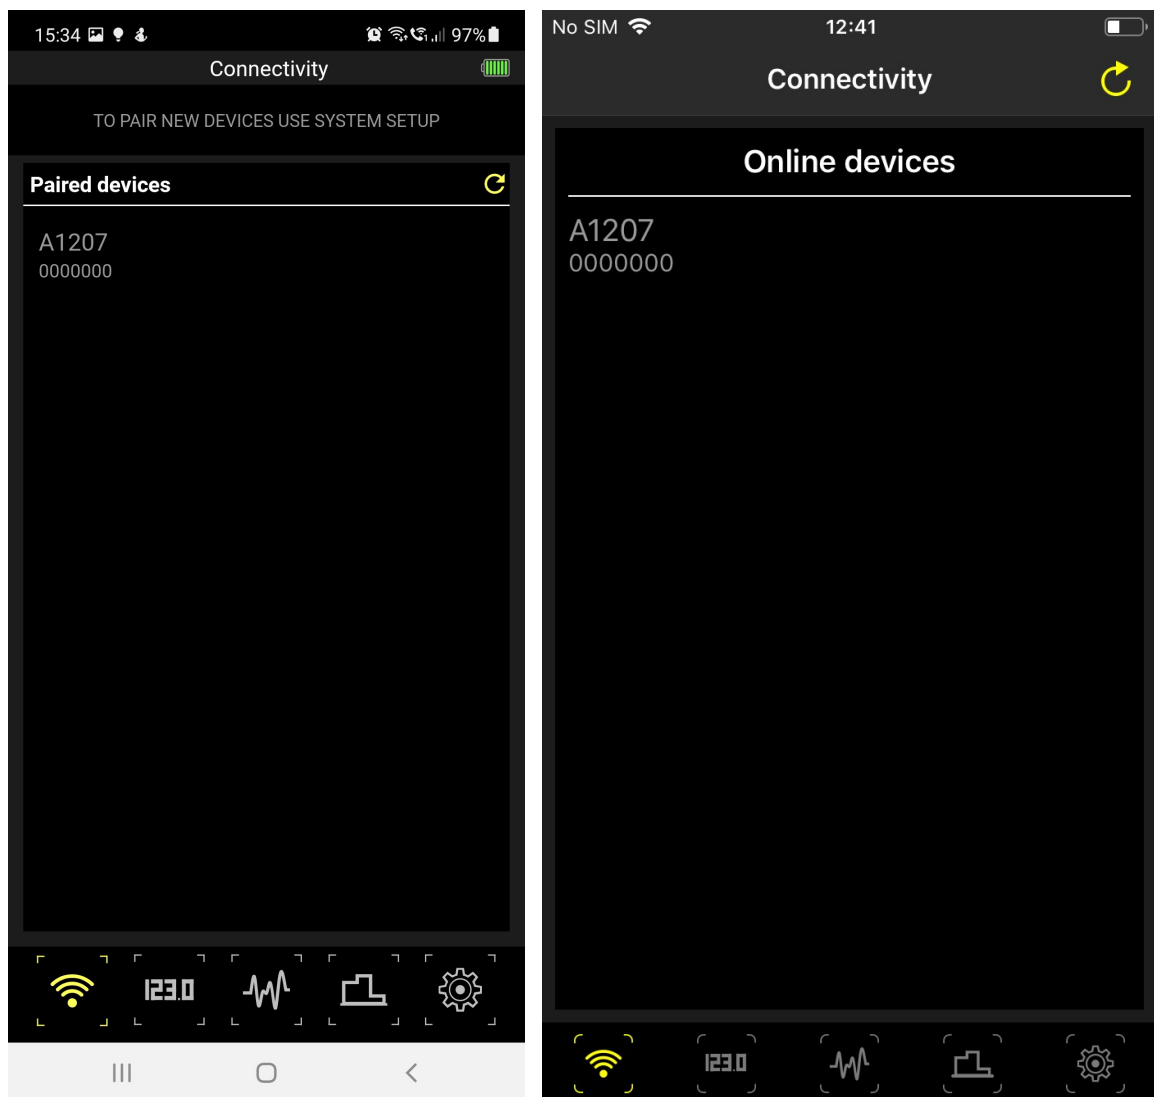 15:34 97%
Connectivity
TO PAIR NEW DEVICES USE SYSTEM SETUP
Paired devices
A1207
0000000
123.0
No SIM 12:41
Connectivity
Online devices
A1207
0000000
123.0